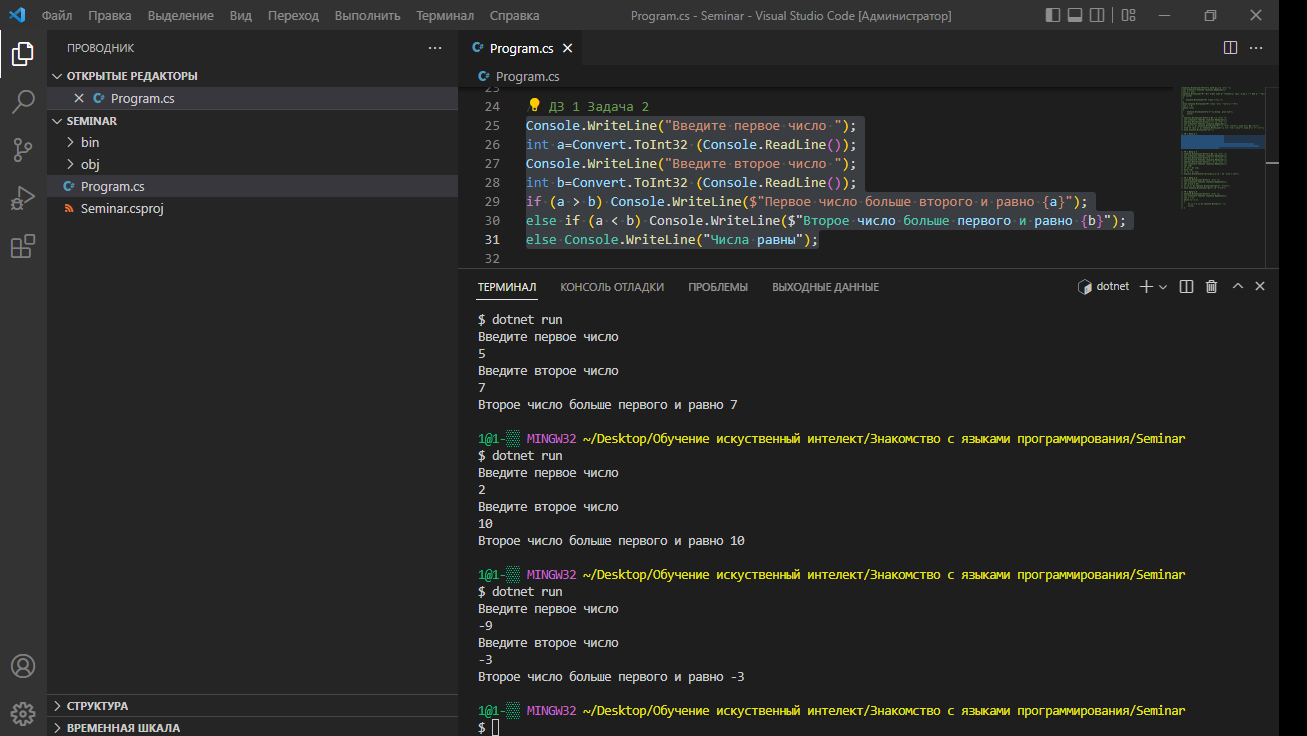 Файл Правка Выделение Вид Переход Выполнить Терминал Справка Program.cs - Seminar - Visual Studio Code [Администратор]
ПРОВОДНИК
ОТКРЫТЫЕ РЕДАКТОРЫ
Program.cs
SEMINAR
bin
obj
Program.cs
Seminar.csproj
СТРУКТУРА
ВРЕМЕННАЯ ШКАЛА
Program.cs
Program.cs
23
24 ДЗ 1 Задача 2
25 Console.WriteLine("Введите первое число ");
26 int a=Convert.ToInt32 (Console.ReadLine());
27 Console.WriteLine("Введите второе число ");
28 int b=Convert.ToInt32 (Console.ReadLine());
29 if (a > b) Console.WriteLine($"Первое число больше второго и равно {a}");
30 else if (a < b) Console.WriteLine($"Второе число больше первого и равно {b}");
31 else Console.WriteLine("Числа равны");
32
ТЕРМИНАЛ КОНСОЛЬ ОТЛАДКИ ПРОБЛЕМЫ ВЫХОДНЫЕ ДАННЫЕ dotnet
$ dotnet run
Введите первое число
5
Введите второе число
7
Второе число больше первого и равно 7
1@1- MINGW32 ~/Desktop/Обучение искуственный интелект/Знакомство с языками программирования/Seminar
$ dotnet run
Введите первое число
2
Введите второе число
10
Второе число больше первого и равно 10
1@1- MINGW32 ~/Desktop/Обучение искуственный интелект/Знакомство с языками программирования/Seminar
$ dotnet run
Введите первое число
-9
Введите второе число
-3
Второе число больше первого и равно -3
1@1- MINGW32 ~/Desktop/Обучение искуственный интелект/Знакомство с языками программирования/Seminar
$